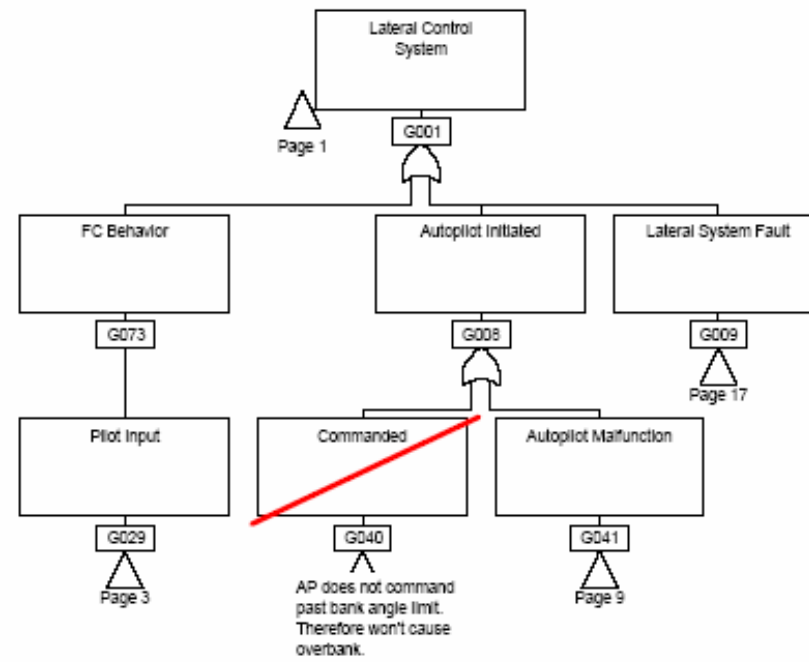 Lateral Control
System
Page 1
G001
FC Behavior
Autopilot Initiated
Lateral System Fault
G073
G008
G009
Page 17
Pilot Input
Commanded
Autopilot Malfunction
G029
G040
G041
Page 3
AP does not command
past bank angle limit.
Therefore won't cause
overbank.
Page 9